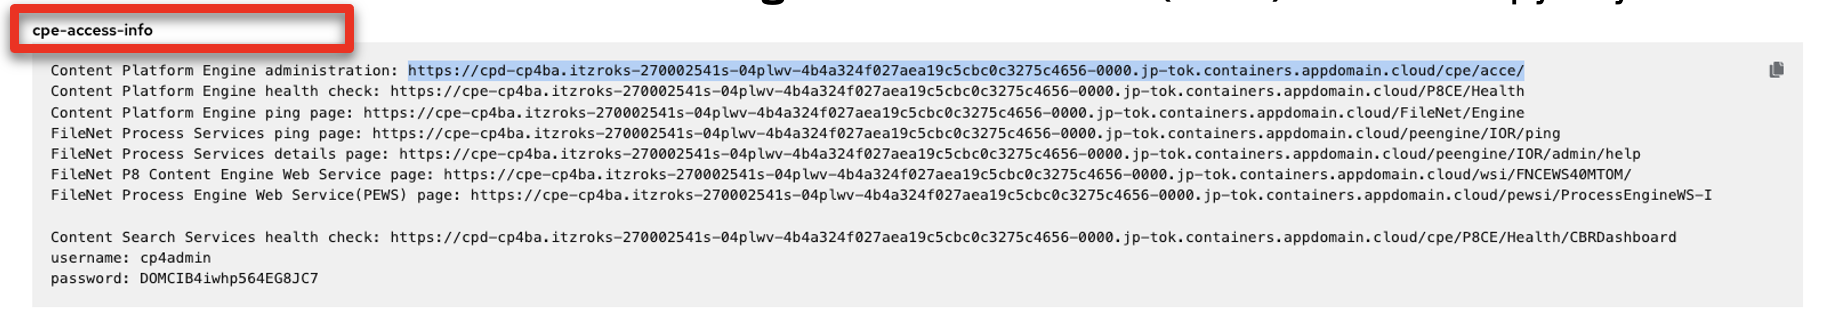 cpe-access-info
Content Platform Engine administration: https://cpd-cp4ba.itzroks-270002541s-04plwv-4b4a324f027aea19c5cbc0c3275c4656-0000.jp-tok.containers.appdomain.cloud/cpe/acce/
Content Platform Engine health check: https://cpe-cp4ba.itzroks-270002541s-04plwv-4b4a324f027aea19c5cbc0c3275c4656-0000.jp-tok.containers.appdomain.cloud/P8CE/Health
Content Platform Engine ping page: https://cpe-cp4ba.itzroks-270002541s-04plwv-4b4a324f027aea19c5cbc0c3275c4656-0000.jp-tok.containers.appdomain.cloud/FileNet/Engine
FileNet Process Services ping page: https://cpe-cp4ba.itzroks-270002541s-04plwv-4b4a324f027aea19c5cbc0c3275c4656-0000.jp-tok.containers.appdomain.cloud/peengine/IOR/ping
FileNet Process Services details page: https://cpe-cp4ba.itzroks-270002541s-04plwv-4b4a324f027aea19c5cbc0c3275c4656-0000.jp-tok.containers.appdomain.cloud/peengine/IOR/admin/help
FileNet P8 Content Engine Web Service page: https://cpe-cp4ba.itzroks-270002541s-04plwv-4b4a324f027aea19c5cbc0c3275c4656-0000.jp-tok.containers.appdomain.cloud/wsi/FNCEWS40MTOM/
FileNet Process Engine Web Service(PEWS) page: https://cpe-cp4ba.itzroks-270002541s-04plwv-4b4a324f027aea19c5cbc0c3275c4656-0000.jp-tok.containers.appdomain.cloud/pewsi/ProcessEngineWS-I
Content Search Services health check: https://cpd-cp4ba.itzroks-270002541s-04plwv-4b4a324f027aea19c5cbc0c3275c4656-0000.jp-tok.containers.appdomain.cloud/cpe/P8CE/Health/CBRDashboard
username: cp4admin
password: DOMCIB4iwhp564EG8JC7